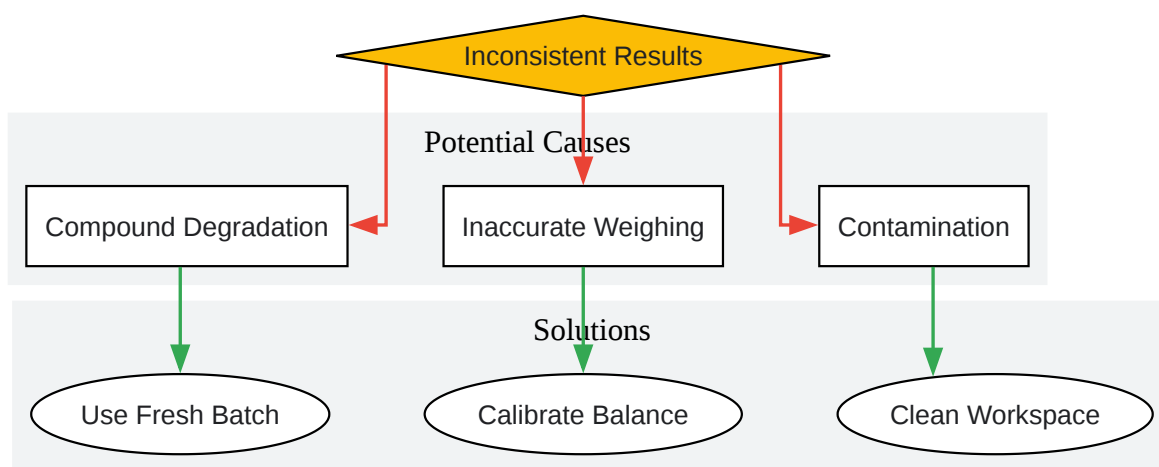 Inconsistent Results
Potential Causes
Compound Degradation
Inaccurate Weighing
Contamination
Solutions
Use Fresh Batch
Calibrate Balance
Clean Workspace